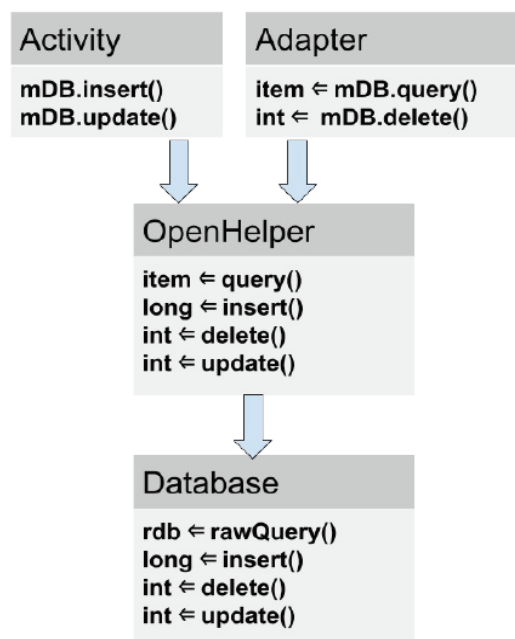 Activity
mDB.insert()
mDB.update()
Adapter
item ⇐ mDB.query()
int ⇐ mDB.delete()
OpenHelper
item ⇐ query()
long ⇐ insert()
int ⇐ delete()
int ⇐ update()
Database
rdb ⇐ rawQuery()
long ⇐ insert()
int ⇐ delete()
int ⇐ update()